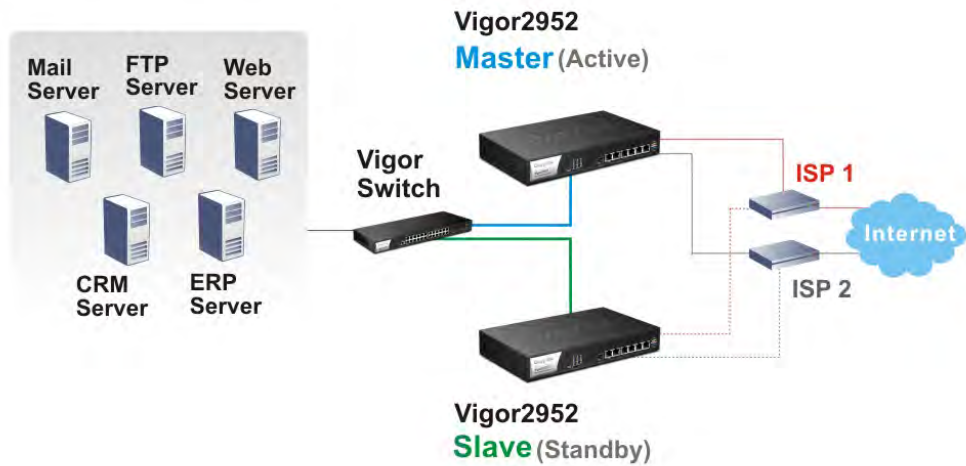 Vigor2952
Master (Active)
Mail
Server
FTP
Server
Web
Server
Vigor
Switch
CRM
Server
ERP
Server
ISP 1
Internet
ISP 2
Vigor2952
Slave (Standby)